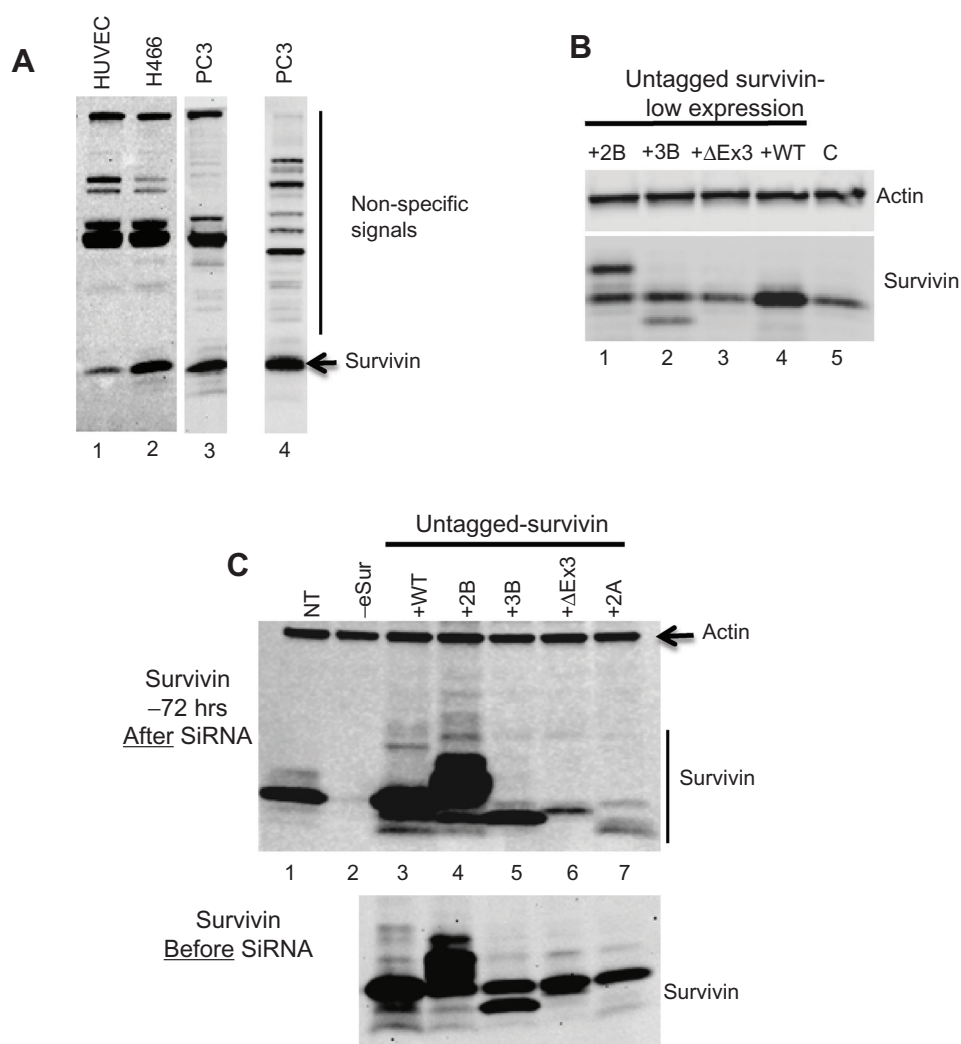 A
HUVEC
H466
PC3
PC3
Non-specific
signals
Survivin
1 2 3 4
B
Untagged survivin-
low expression
+2B +3B +ΔEx3 +WT C
Actin
Survivin
1 2 3 4 5
C
Untagged-survivin
NT
–eSur
+WT
+2B
+3B
+ΔEx3
+2A
Actin
Survivin
–72 hrs
After SiRNA
Survivin
1 2 3 4 5 6 7
Survivin
Before SiRNA
Survivin